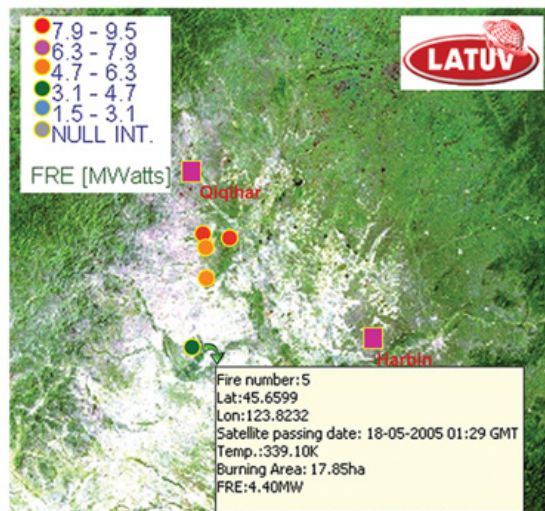 7.9 - 9.5
6.3 - 7.9
4.7 - 6.3
3.1 - 4.7
1.5 - 3.1
NULL INT.
FRE [MWatts]
LATUV
Qiqihar
Harbin
Fire number:5
Lat:45.6599
Lon:123.8232
Satellite passing date: 18-05-2005 01:29 GMT
Temp.:339.10K
Burning Area: 17.85ha
FRE:4.40MW